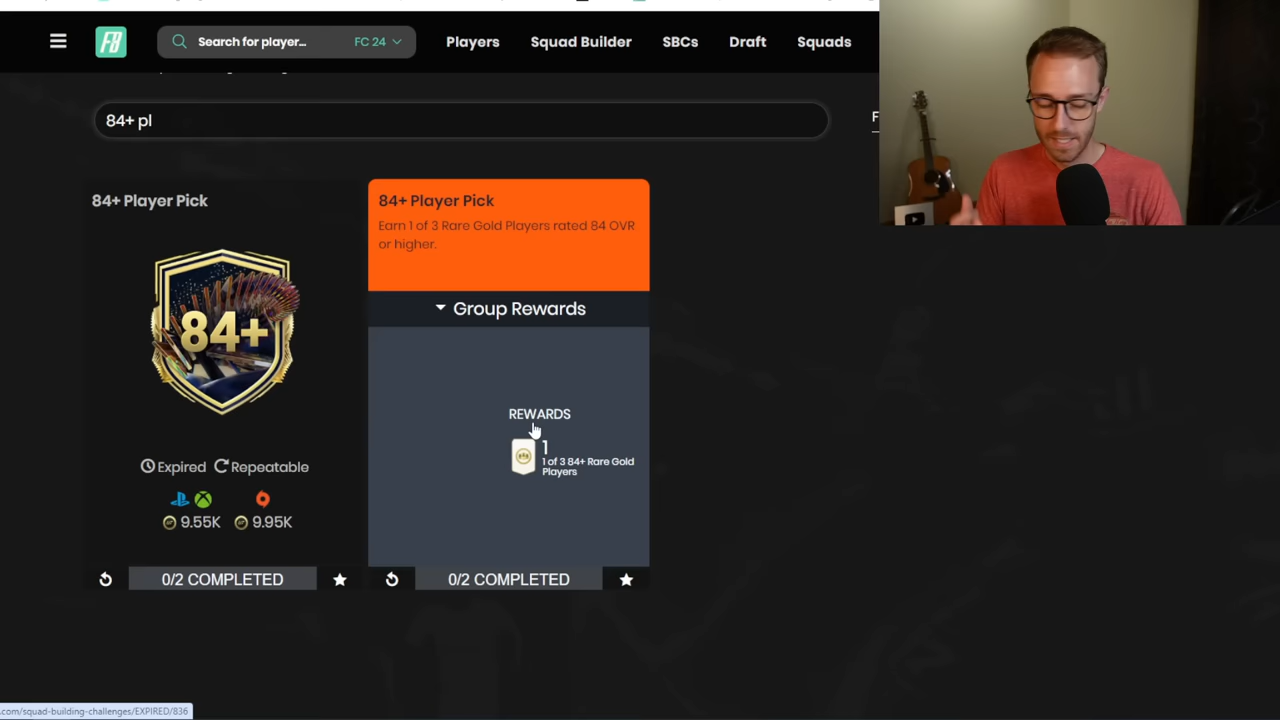 FB
Search for player...
FC 24
Players
Squad Builder
SBCs
Draft
Squads
84+ pl
F
84+ Player Pick
84+
Expired
Repeatable
9.55K
9.95K
0/2 COMPLETED
84+ Player Pick
Earn 1 of 3 Rare Gold Players rated 84 OVR
or higher.
Group Rewards
REWARDS
1
1 of 3 84+ Rare Gold
Players
0/2 COMPLETED
.com/squad-building-challenges/EXPIRED/836